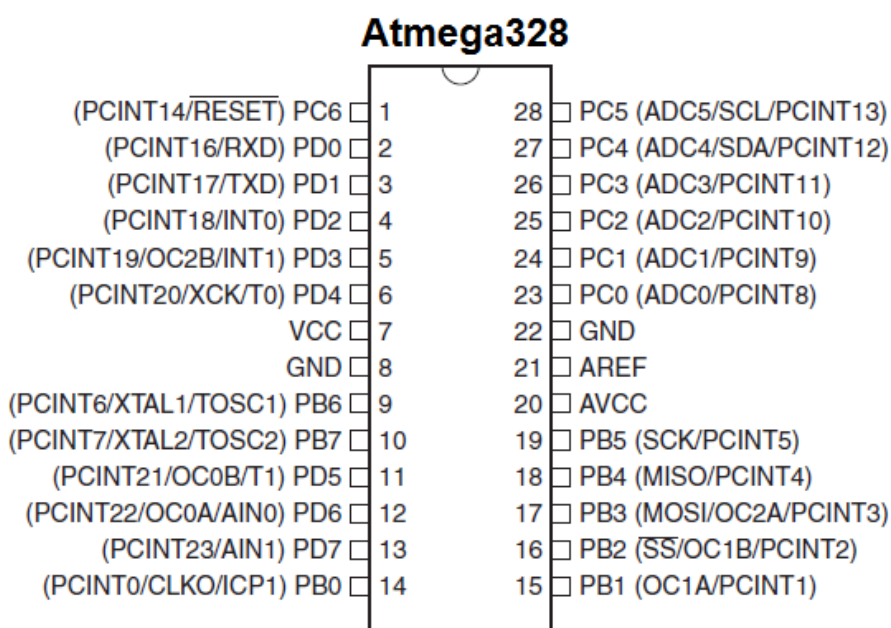 Atmega328
(PCINT14/RESET) PC6 1 28 PC5 (ADC5/SCL/PCINT13)
(PCINT16/RXD) PD0 2 27 PC4 (ADC4/SDA/PCINT12)
(PCINT17/TXD) PD1 3 26 PC3 (ADC3/PCINT11)
(PCINT18/INT0) PD2 4 25 PC2 (ADC2/PCINT10)
(PCINT19/OC2B/INT1) PD3 5 24 PC1 (ADC1/PCINT9)
(PCINT20/XCK/T0) PD4 6 23 PC0 (ADC0/PCINT8)
VCC 7 22 GND
GND 8 21 AREF
(PCINT6/XTAL1/TOSC1) PB6 9 20 AVCC
(PCINT7/XTAL2/TOSC2) PB7 10 19 PB5 (SCK/PCINT5)
(PCINT21/OC0B/T1) PD5 11 18 PB4 (MISO/PCINT4)
(PCINT22/OC0A/AIN0) PD6 12 17 PB3 (MOSI/OC2A/PCINT3)
(PCINT23/AIN1) PD7 13 16 PB2 (SS/OC1B/PCINT2)
(PCINT0/CLKO/ICP1) PB0 14 15 PB1 (OC1A/PCINT1)